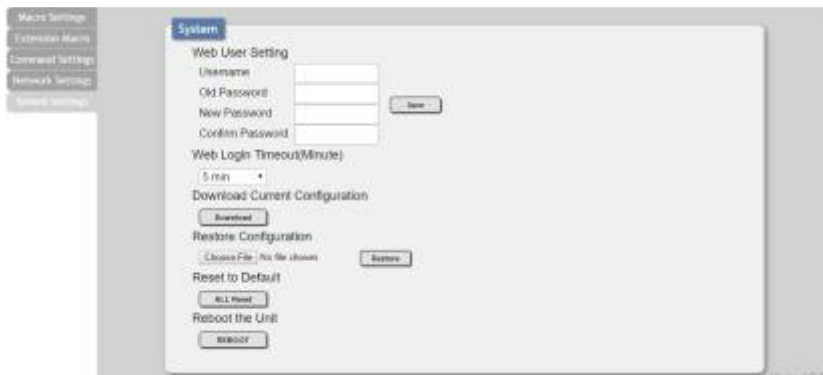 Macro Settings
Extension Macro
Command Settings
Network Settings
System Settings
System
Web User Setting
Username
Old Password
New Password
Confirm Password
Save
Web Login Timeout(Minute)
5 min
Download Current Configuration
Download
Restore Configuration
Choose File No file chosen
Restore
Reset to Default
ALL Reset
Reboot the Unit
REBOOT